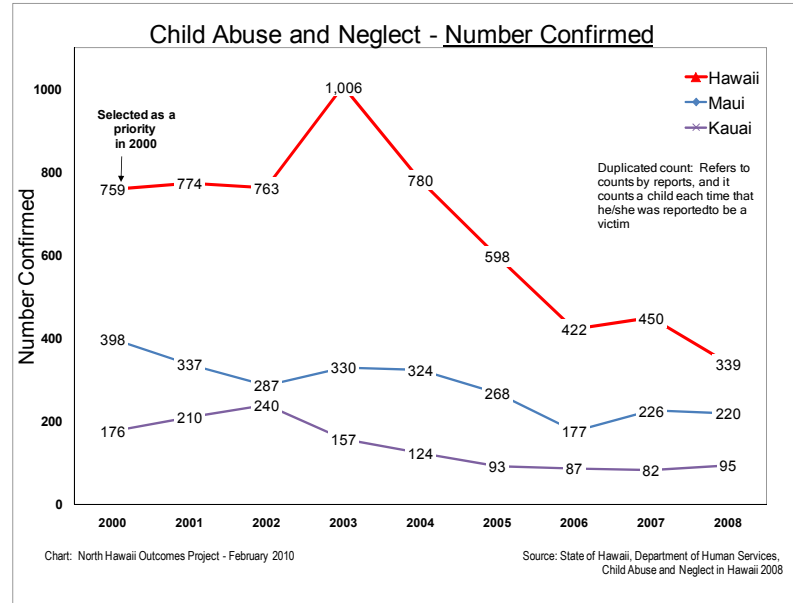 Child Abuse and Neglect - Number Confirmed
Hawaii
Maui
Kauai
Selected as a
priority
in 2000
Duplicated count:  Refers to
counts by reports, and it
counts a child each time that
he/she was reportedto be a
victim
Number Confirmed
1000
800
600
400
200
0
759 774 763 1,006 780 598 422 450 339
398 337 287 330 324 268 177 226 220
176 210 240 157 124 93 87 82 95
2000 2001 2002 2003 2004 2005 2006 2007 2008
Chart:  North Hawaii Outcomes Project - February 2010
Source: State of Hawaii, Department of Human Services,
Child Abuse and Neglect in Hawaii 2008